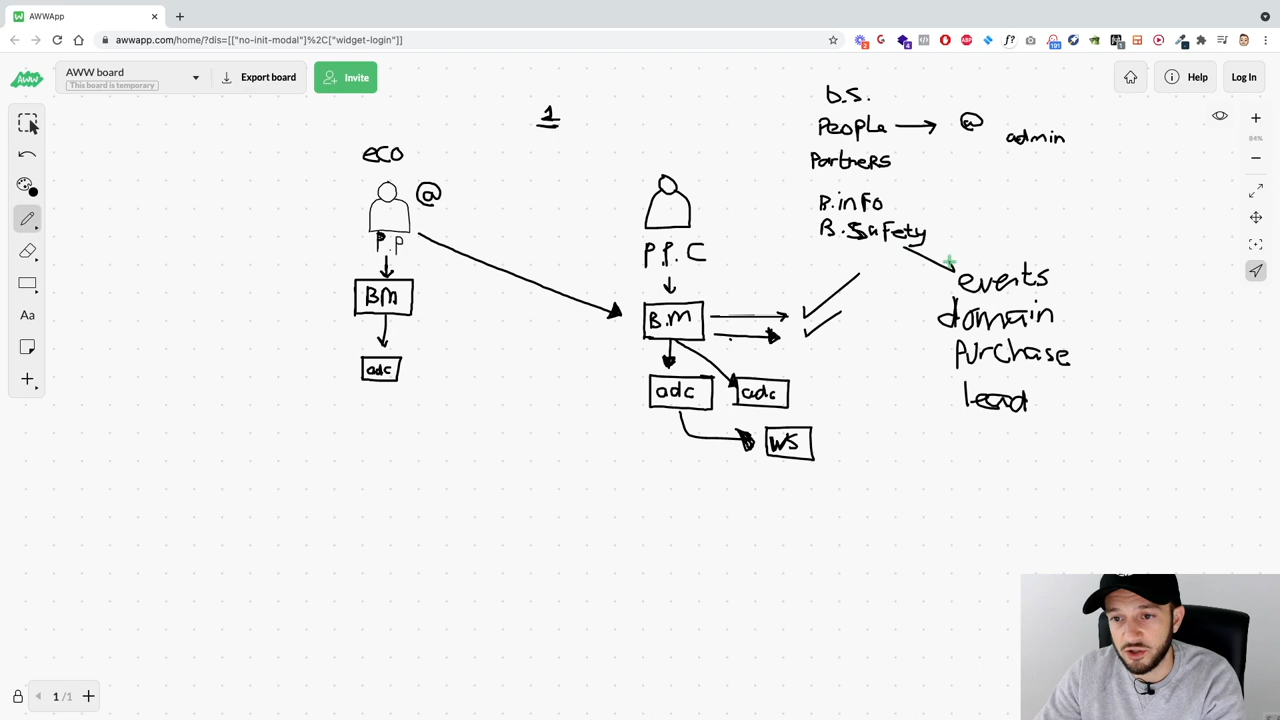 AWWApp
awwapp.com/home/?dis=[["no-init-modal"]%2C["widget-login"]]
AWW
AWW board
This board is temporary
Export board
Invite
Help
Log In
84%
Aa
1
b.s.
People @ admin
Partners
B.info
B.Safety
events
domain
Purchase
lead
eco
@
P.P
BM
adc
P.P.C
B.M
adc
adc
WS
1 /1